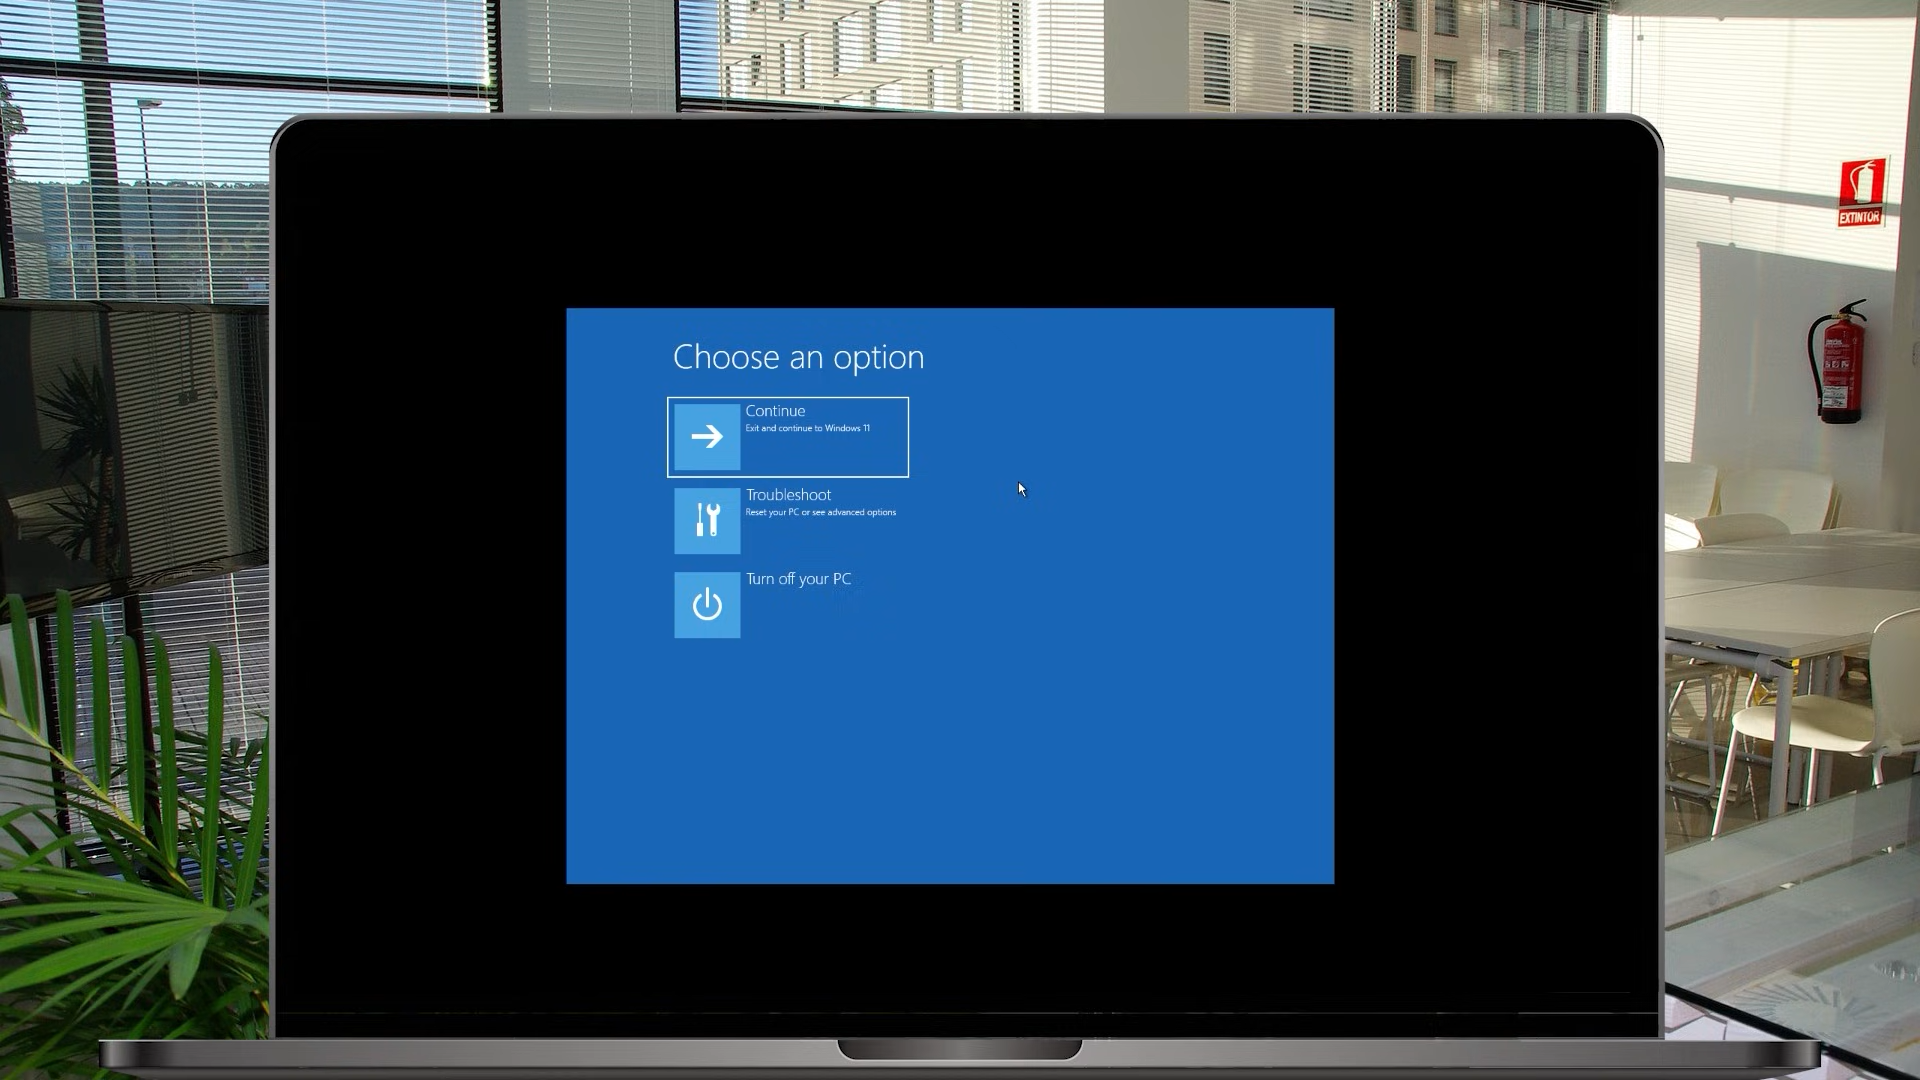 EXTINTOR
Choose an option
Continue
Exit and continue to Windows 11
Troubleshoot
Reset your PC or see advanced options
Turn off your PC